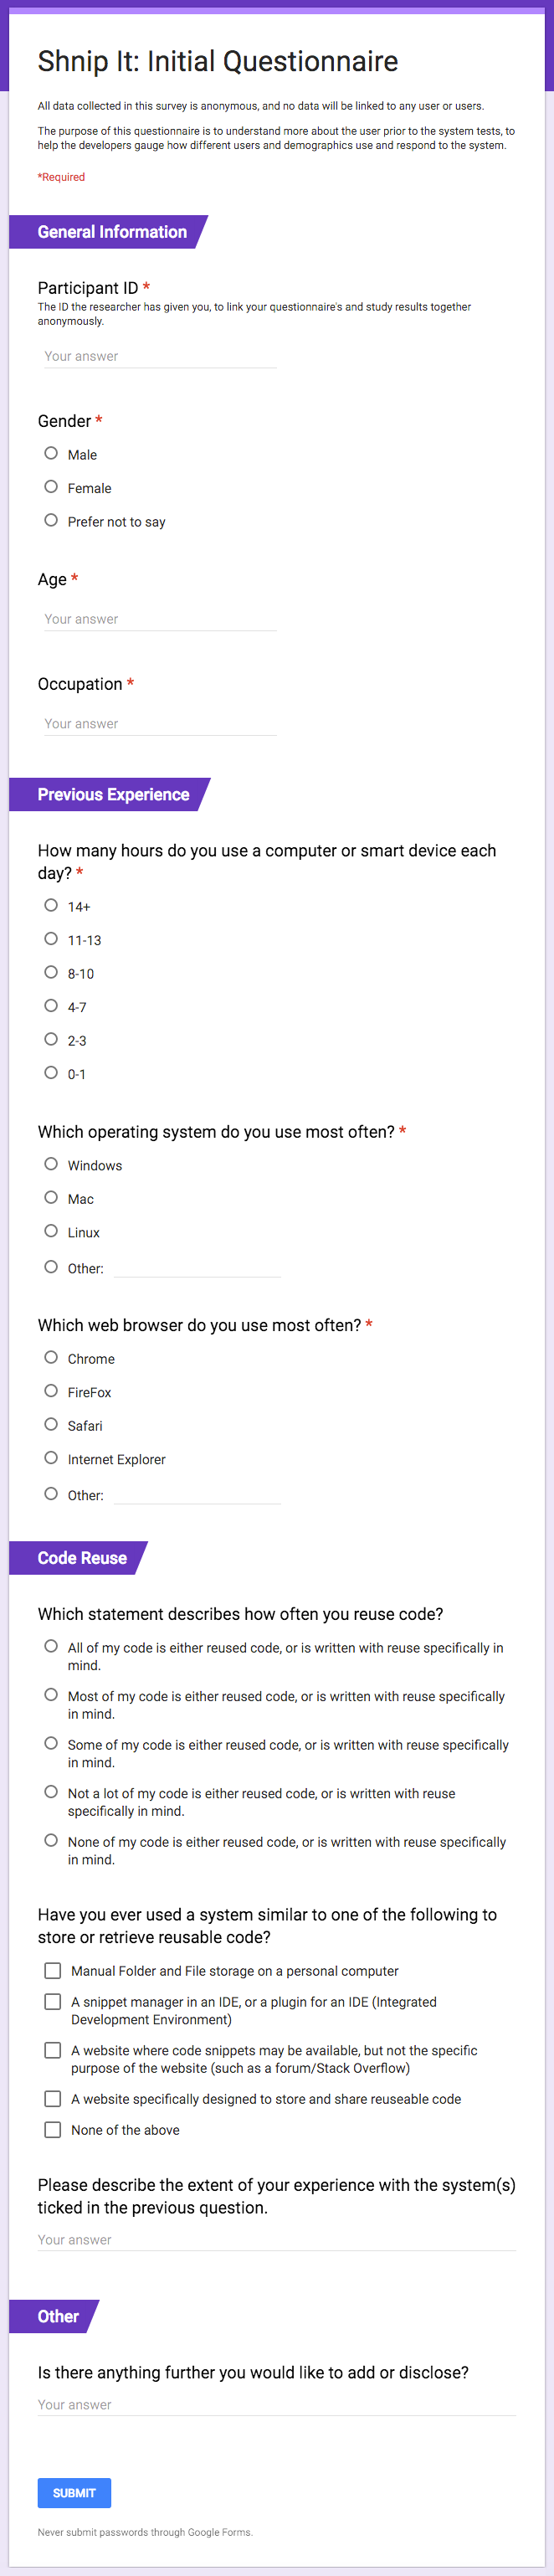 Shnip It: Initial Questionnaire
All data collected in this survey is anonymous, and no data will be linked to any user or users.
The purpose of this questionnaire is to understand more about the user prior to the system tests, to
help the developers gauge how different users and demographics use and respond to the system.
*Required
General Information
Participant ID *
The ID the researcher has given you, to link your questionnaire's and study results together
anonymously.
Your answer
Gender *
Male
Female
Prefer not to say
Age *
Your answer
Occupation *
Your answer
Previous Experience
How many hours do you use a computer or smart device each
day? *
14+
11-13
8-10
4-7
2-3
0-1
Which operating system do you use most often? *
Windows
Mac
Linux
Other:
Which web browser do you use most often? *
Chrome
FireFox
Safari
Internet Explorer
Other:
Code Reuse
Which statement describes how often you reuse code?
All of my code is either reused code, or is written with reuse specifically in
mind.
Most of my code is either reused code, or is written with reuse specifically
in mind.
Some of my code is either reused code, or is written with reuse specifically
in mind.
Not a lot of my code is either reused code, or is written with reuse
specifically in mind.
None of my code is either reused code, or is written with reuse specifically
in mind.
Have you ever used a system similar to one of the following to
store or retrieve reusable code?
Manual Folder and File storage on a personal computer
A snippet manager in an IDE, or a plugin for an IDE (Integrated
Development Environment)
A website where code snippets may be available, but not the specific
purpose of the website (such as a forum/Stack Overflow)
A website specifically designed to store and share reuseable code
None of the above
Please describe the extent of your experience with the system(s)
ticked in the previous question.
Your answer
Other
Is there anything further you would like to add or disclose?
Your answer
SUBMIT
Never submit passwords through Google Forms.